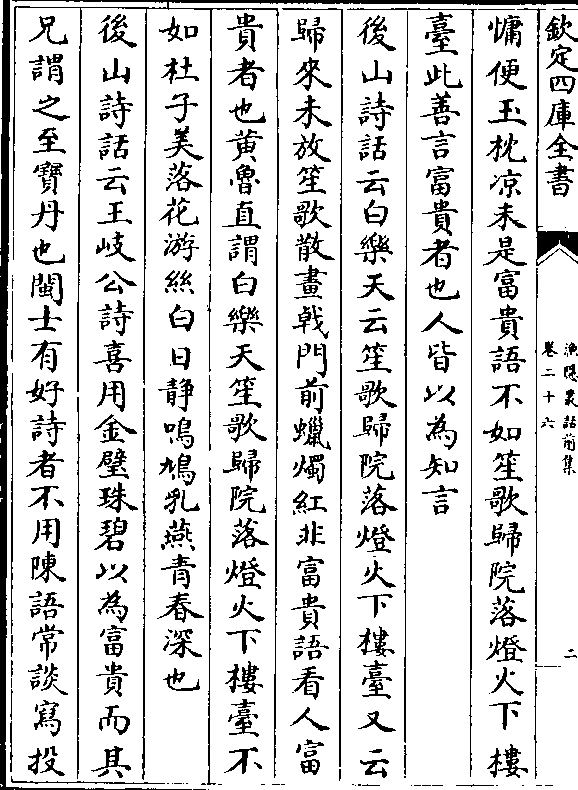 欽定四庫全書
漁隱叢話前集
卷二十六
二
慵便玉枕凉未是富貴語不如笙歌歸院落燈火下樓
臺此善言富貴者也人皆以為知言
後山詩話云白樂天云笙歌歸院落燈火下樓臺又云
歸來未放笙歌散畫㦸門前蠟燭紅非富貴語看人富
貴者也黄魯直謂白樂天笙歌歸院落燈火下樓臺不
如杜子美落花游絲白日静鳴鳩乳燕青春深也
後山詩話云王岐公詩喜用金璧珠碧以為富貴而其
兄謂之至寶丹也閩士有好詩者不用陳語常談寫投